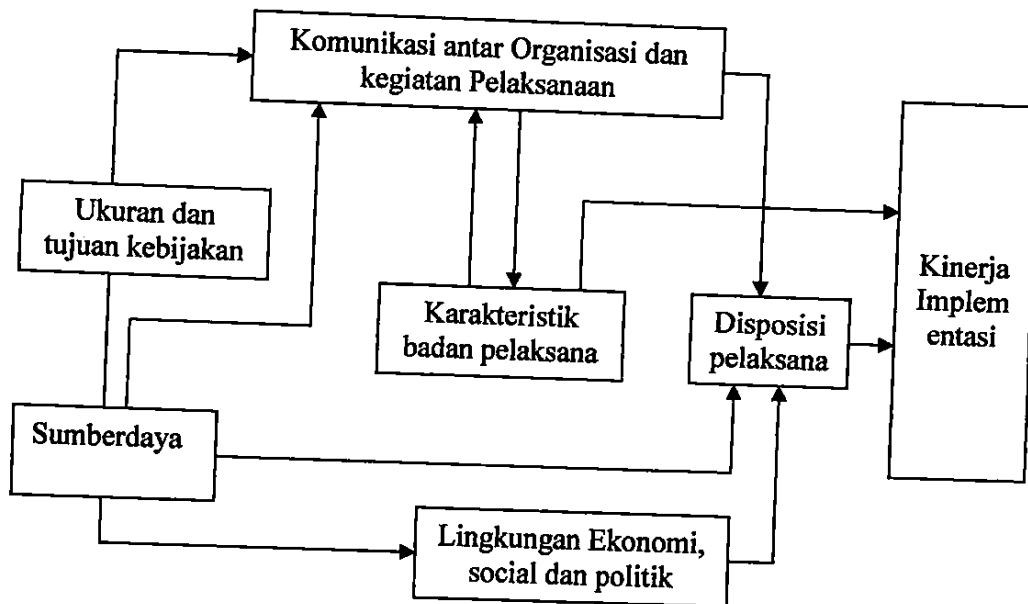 Komunikasi antar Organisasi dan
kegiatan Pelaksanaan
Ukuran dan
tujuan kebijakan
Karakteristik
badan pelaksana
Disposisi
pelaksana
Kinerja
Implem
entasi
Sumberdaya
Lingkungan Ekonomi,
social dan politik